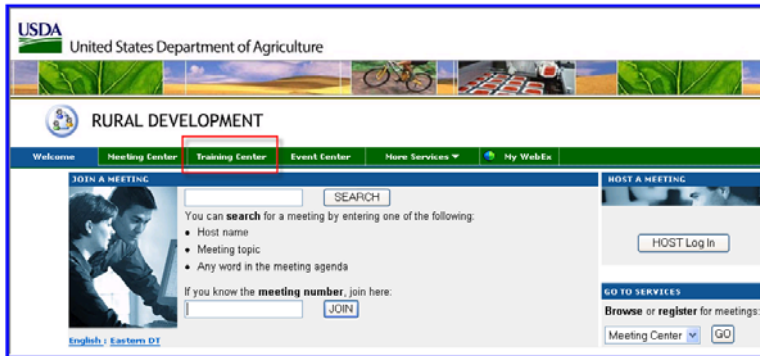 USDA
United States Department of Agriculture
RURAL DEVELOPMENT
Welcome Meeting Center Training Center Event Center More Services My WebEx
JOIN A MEETING
SEARCH
You can search for a meeting by entering one of the following:
• Host name
• Meeting topic
• Any word in the meeting agenda
If you know the meeting number, join here:
JOIN
English : Eastern DT
HOST A MEETING
HOST Log In
GO TO SERVICES
Browse or register for meetings:
Meeting Center GO